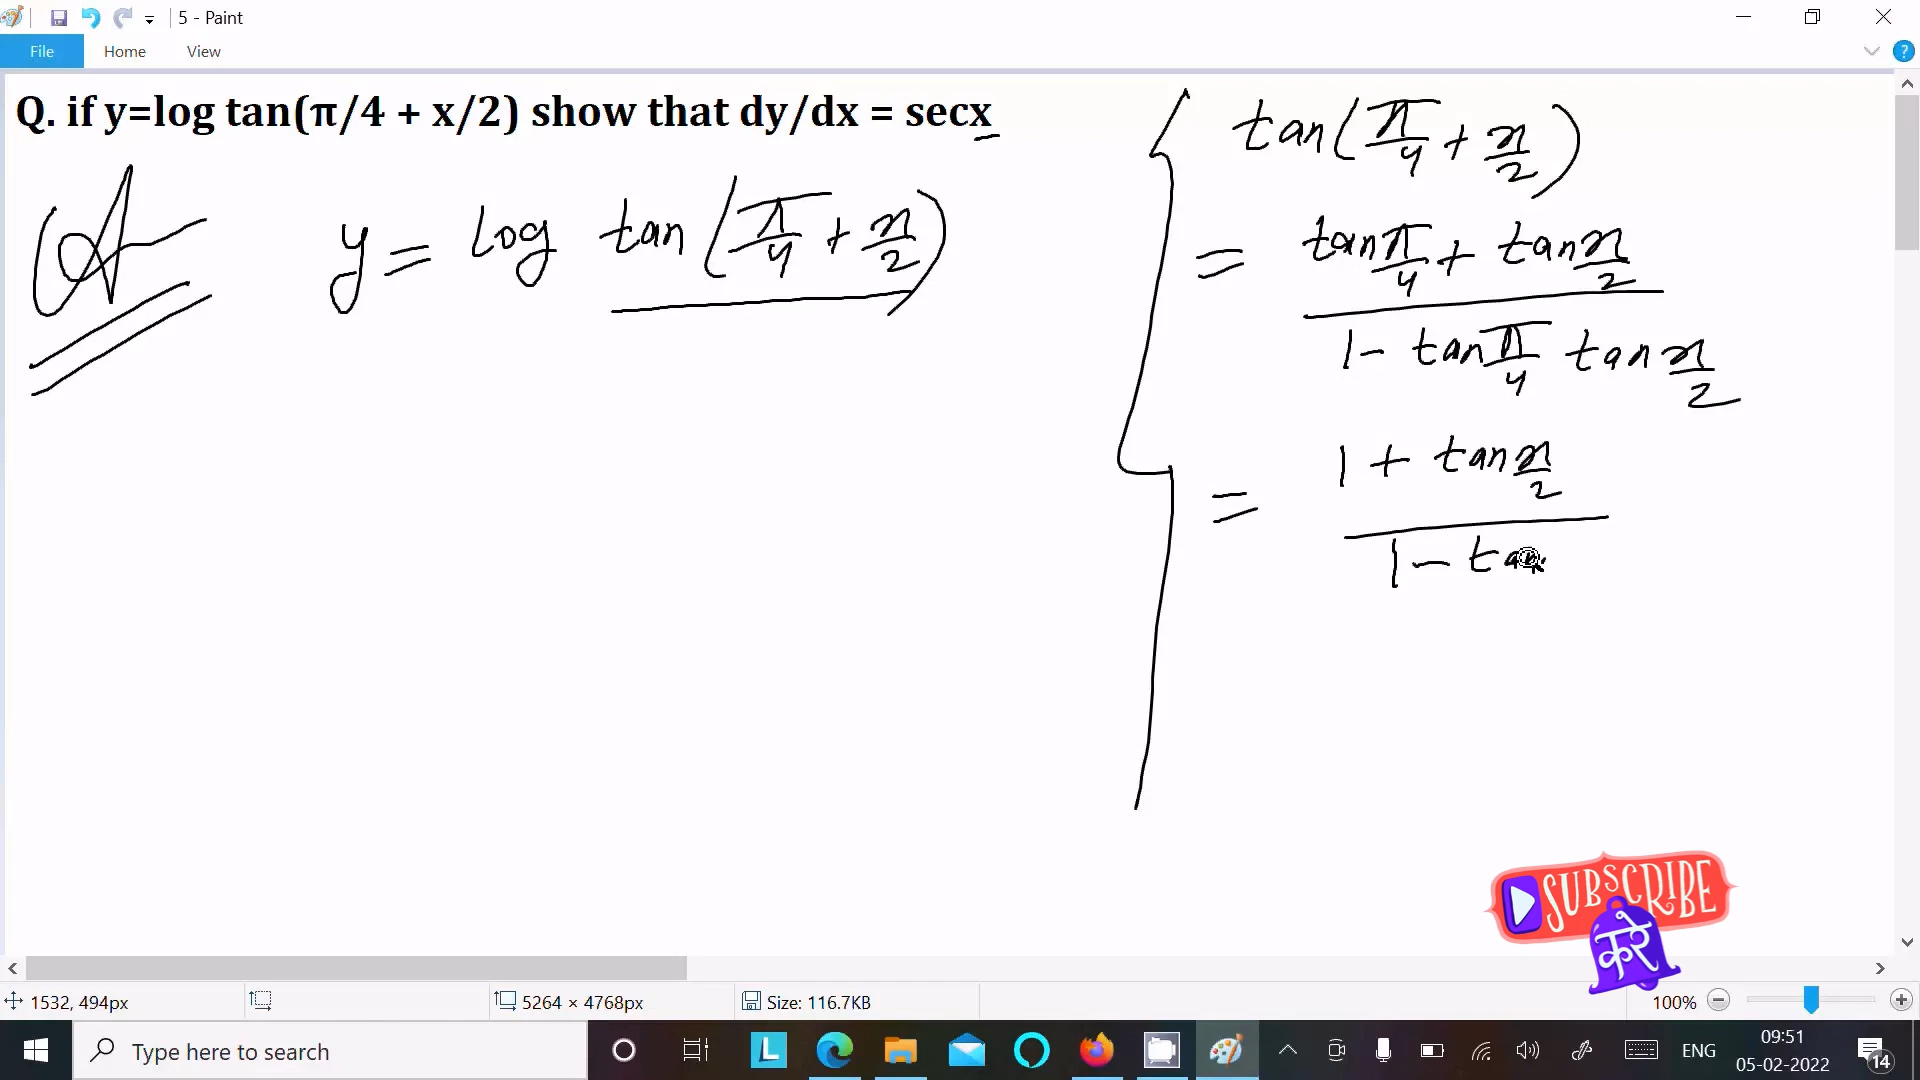 5 - Paint
File Home View
Q. if y=log tan(π/4 + x/2) show that dy/dx = secx
y = log tan(π/4 + x/2)
tan(π/4 + x/2)
= tan π/4 + tan x/2
1 - tan π/4 tan x/2
= 1 + tan x/2
1 - tan
SUBSCRIBE
करे
1532, 494px
5264 × 4768px
Size: 116.7KB
100%
Type here to search
L
ENG
09:51
05-02-2022
14